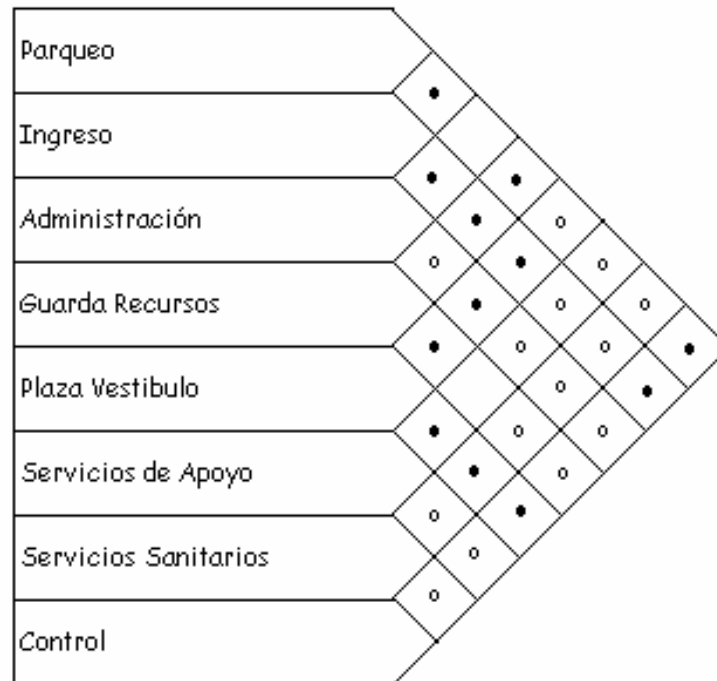 Parqueo
Ingreso
Administración
Guarda Recursos
Plaza Vestibulo
Servicios de Apoyo
Servicios Sanitarios
Control